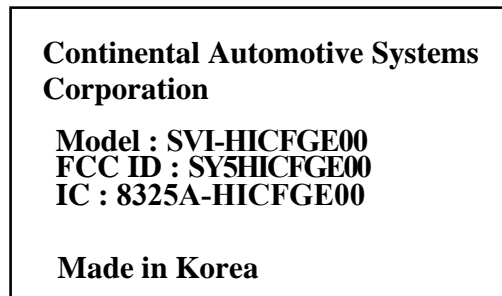 Continental Automotive Systems
Corporation
Model : SVI-HICFGE00
FCC ID : SY5HICFGE00
IC : 8325A-HICFGE00
Made in Korea